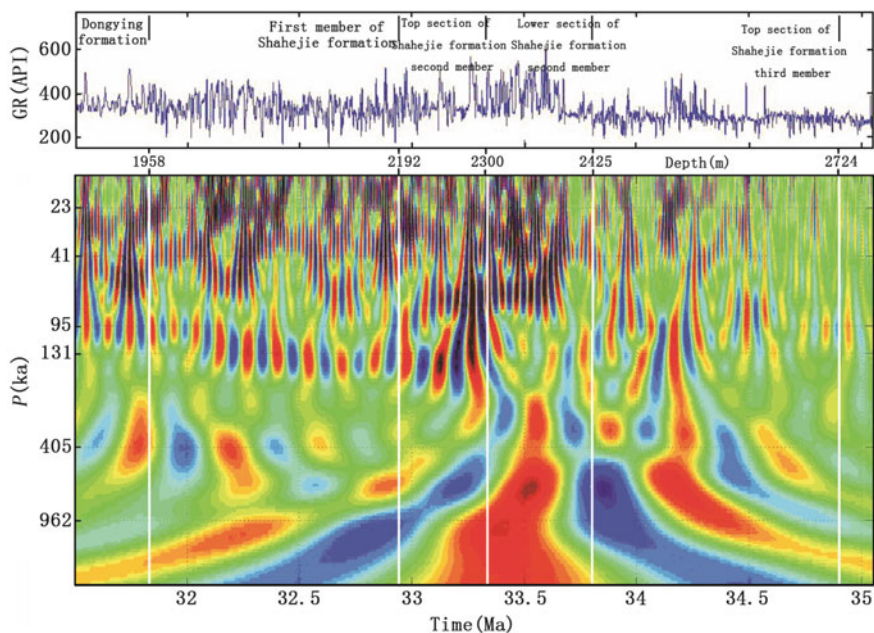 Dongying
formation
First member of
Shahejie formation
Top section of
Shahejie formation
second member
Lower section of
Shahejie formation
second member
Top section of
Shahejie formation
third member
GR(API)
600
400
200
1958
2192
2300
2425
Depth(m)
2724
P(ka)
23
41
95
131
405
962
32
32.5
33
33.5
34
34.5
35
Time(Ma)